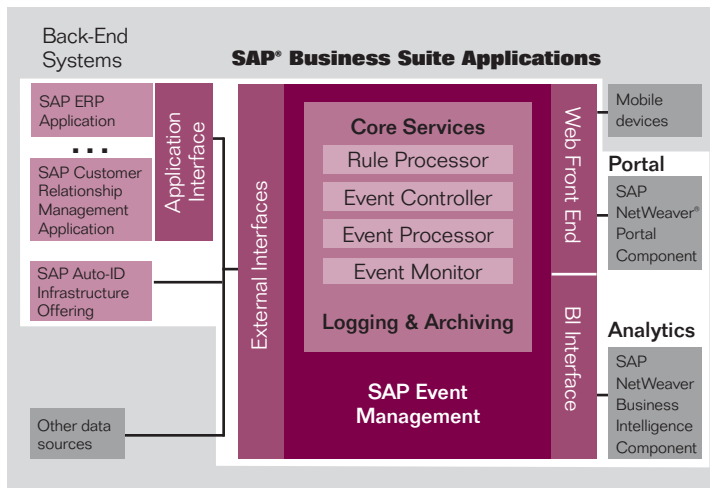 Back-End
Systems
SAP® Business Suite Applications
SAP ERP
Application
...
SAP Customer
Relationship
Management
Application
Application
Interface
SAP Auto-ID
Infrastructure
Offering
Other data
sources
External Interfaces
Core Services
Rule Processor
Event Controller
Event Processor
Event Monitor
Logging & Archiving
SAP Event
Management
Web Front End
BI Interface
Mobile
devices
Portal
SAP
NetWeaver®
Portal
Component
Analytics
SAP
NetWeaver
Business
Intelligence
Component